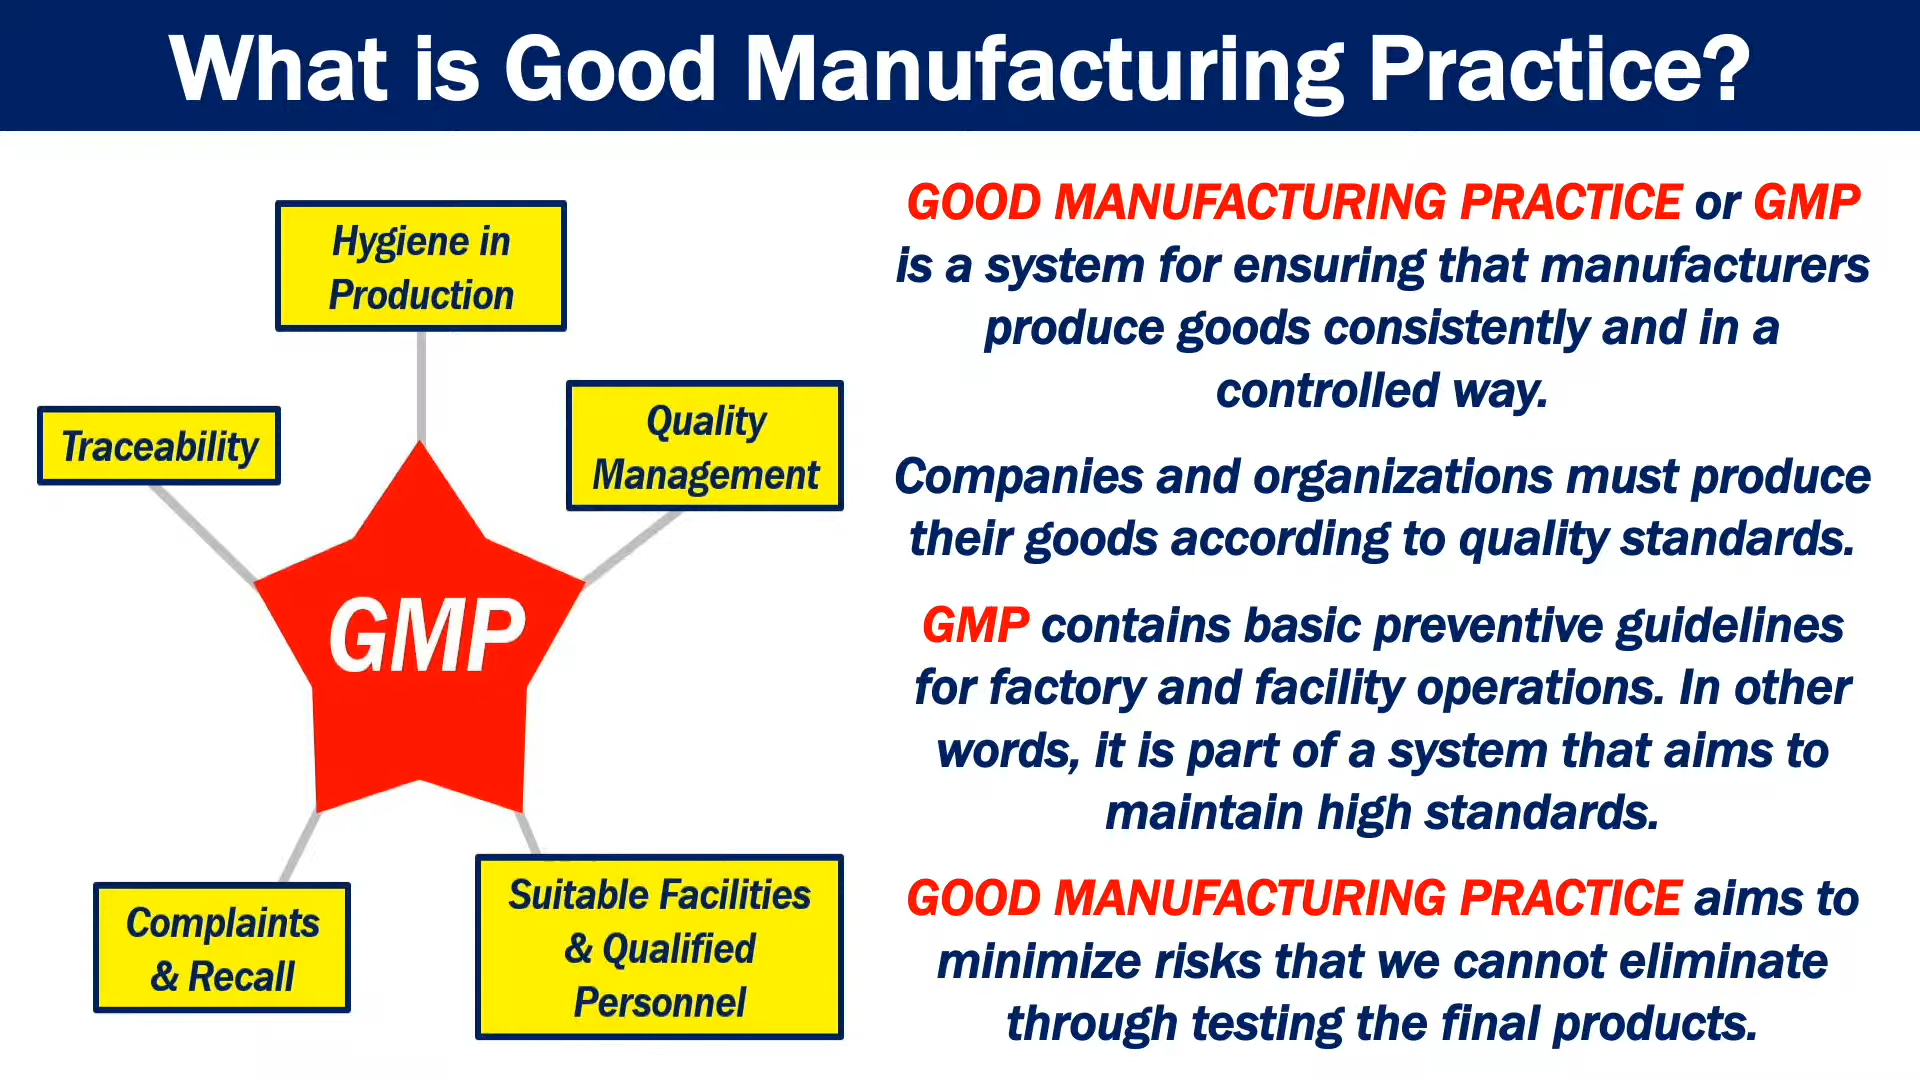 What is Good Manufacturing Practice?
Hygiene in
Production
Traceability
Quality
Management
GMP
Complaints
& Recall
Suitable Facilities
& Qualified
Personnel
GOOD MANUFACTURING PRACTICE or GMP
is a system for ensuring that manufacturers
produce goods consistently and in a
controlled way.
Companies and organizations must produce
their goods according to quality standards.
GMP contains basic preventive guidelines
for factory and facility operations. In other
words, it is part of a system that aims to
maintain high standards.
GOOD MANUFACTURING PRACTICE aims to
minimize risks that we cannot eliminate
through testing the final products.